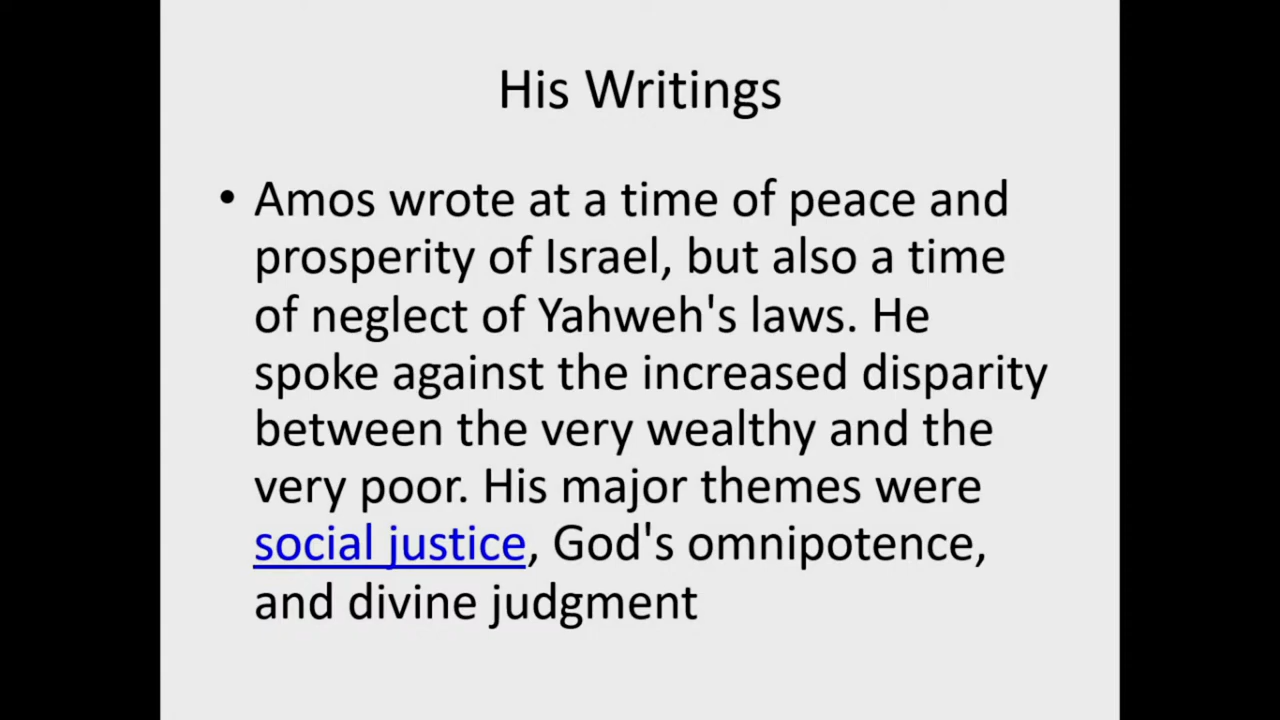 His Writings
• Amos wrote at a time of peace and
prosperity of Israel, but also a time
of neglect of Yahweh's laws. He
spoke against the increased disparity
between the very wealthy and the
very poor. His major themes were
social justice, God's omnipotence,
and divine judgment